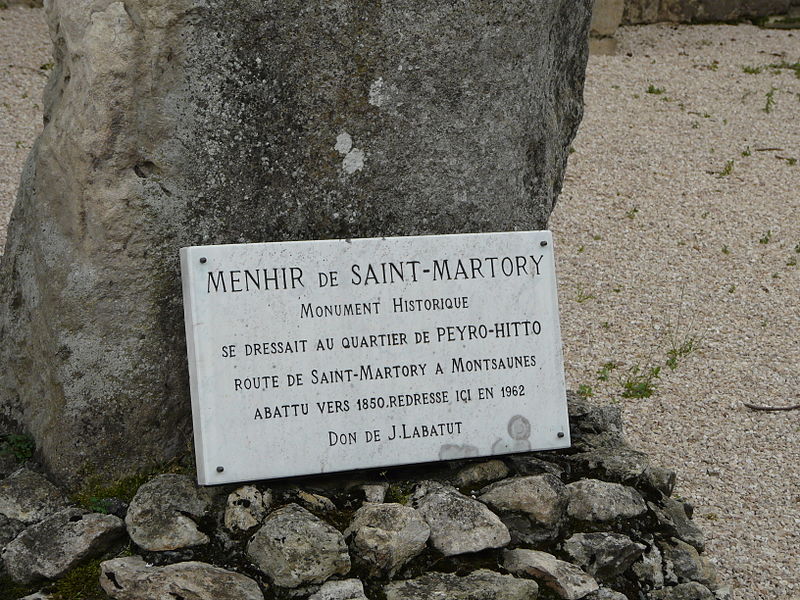 MENHIR DE SAINT-MARTORY
MONUMENT HISTORIQUE
SE DRESSAIT AU QUARTIER DE PEYRO-HITTO
ROUTE DE SAINT-MARTORY A MONTSAUNES
ABATTU VERS 1850.REDRESSE ICI EN 1962
DON DE J.LABATUT